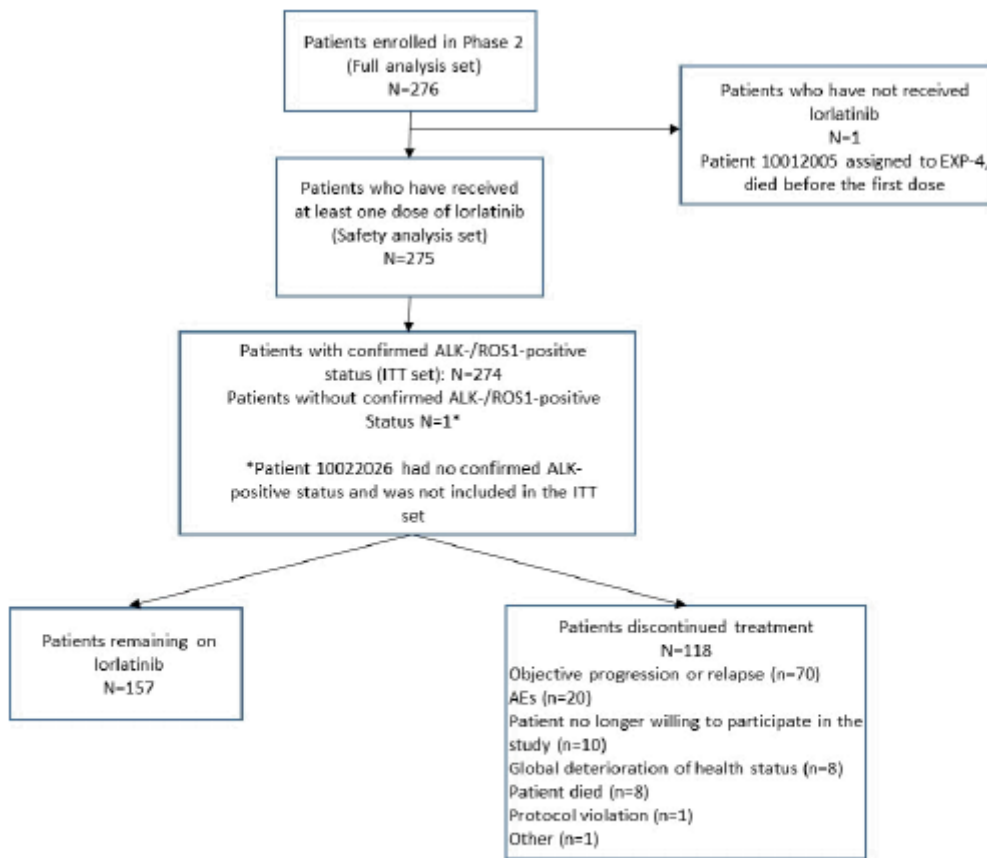 Patients enrolled in Phase 2
(Full analysis set)
N=276
Patients who have not received
lorlatinib
N=1
Patient 10012005 assigned to EXP-4,
died before the first dose
Patients who have received
at least one dose of lorlatinib
(Safety analysis set)
N=275
Patients with confirmed ALK-/ROS1-positive
status (ITT set): N=274
Patients without confirmed ALK-/ROS1-positive
Status N=1*
*Patient 10022026 had no confirmed ALK-
positive status and was not included in the ITT
set
Patients remaining on
lorlatinib
N=157
Patients discontinued treatment
N=118
Objective progression or relapse (n=70)
AEs (n=20)
Patient no longer willing to participate in the
study (n=10)
Global deterioration of health status (n=8)
Patient died (n=8)
Protocol violation (n=1)
Other (n=1)